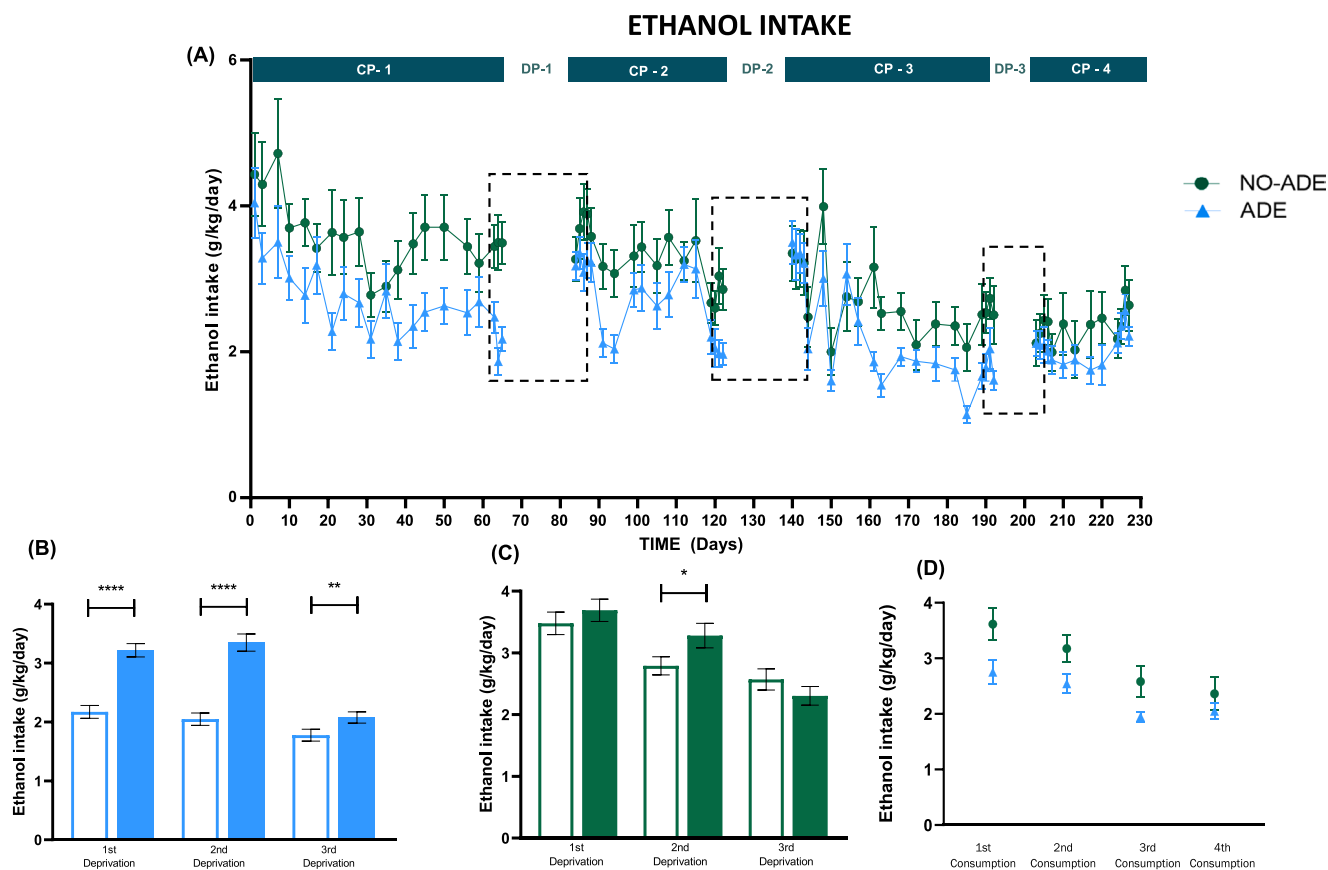 ETHANOL INTAKE
(A)
6
4
2
0
Ethanol intake (g/kg/day)
CP- 1
DP-1
CP - 2
DP-2
CP - 3
DP-3
CP - 4
NO-ADE
ADE
0 10 20 30 40 50 60 70 80 90 100 110 120 130 140 150 160 170 180 190 200 210 220 230
TIME (Days)
(B)
**** **** **
4
3
2
1
0
Ethanol intake (g/kg/day)
1st Deprivation
2nd Deprivation
3rd Deprivation
(C)
*
4
3
2
1
0
Ethanol intake (g/kg/day)
1st Deprivation
2nd Deprivation
3rd Deprivation
(D)
4
3
2
1
0
Ethanol intake (g/kg/day)
1st Consumption
2nd Consumption
3rd Consumption
4th Consumption